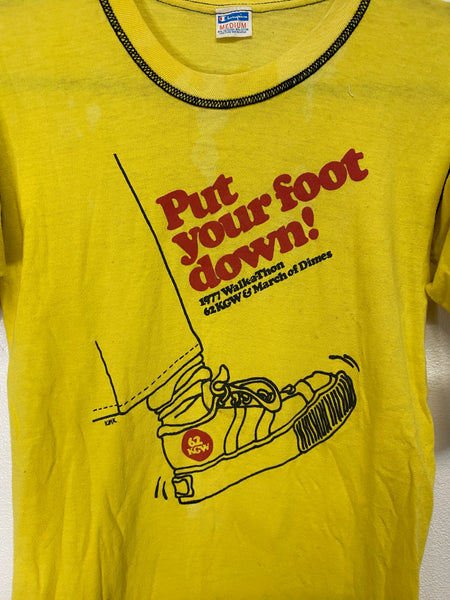 Champion
MEDIUM
Put
your foot
down!
1977 Walk-a-Thon
62 KGW & March of Dimes
62
KGW